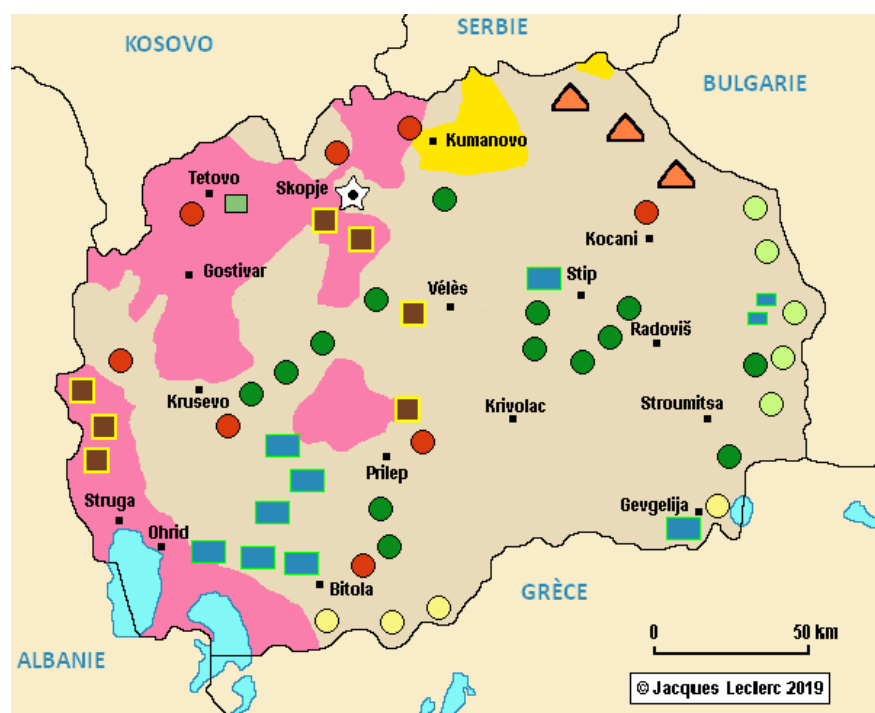 SERBIE
KOSOVO
BULGARIE
Kumanovo
Tetovo
Skopje
Kocani
Gostivar
Stip
Vélès
Radoviš
Krusevo
Krivolac
Stroumitsa
Prilep
Struga
Gevgelija
Ohrid
Bitola
GRÈCE
0 50 km
ALBANIE
© Jacques Leclerc 2019